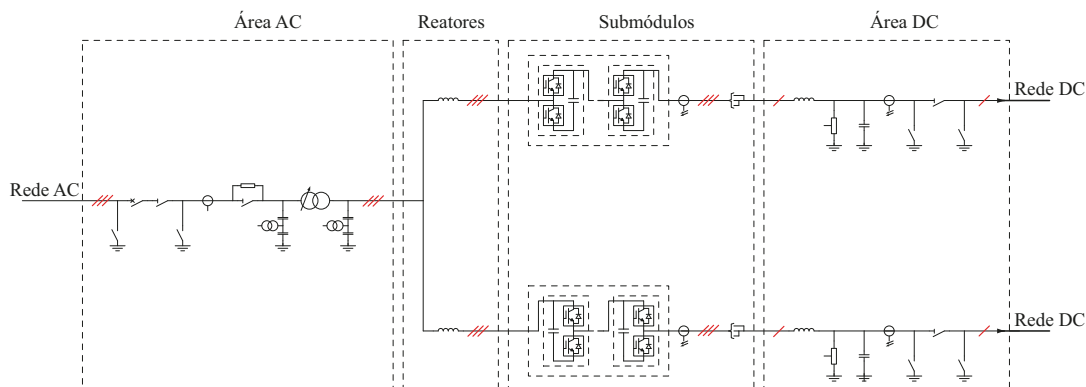 Área AC
Reatores
Submódulos
Área DC
Rede DC
Rede AC
Rede DC